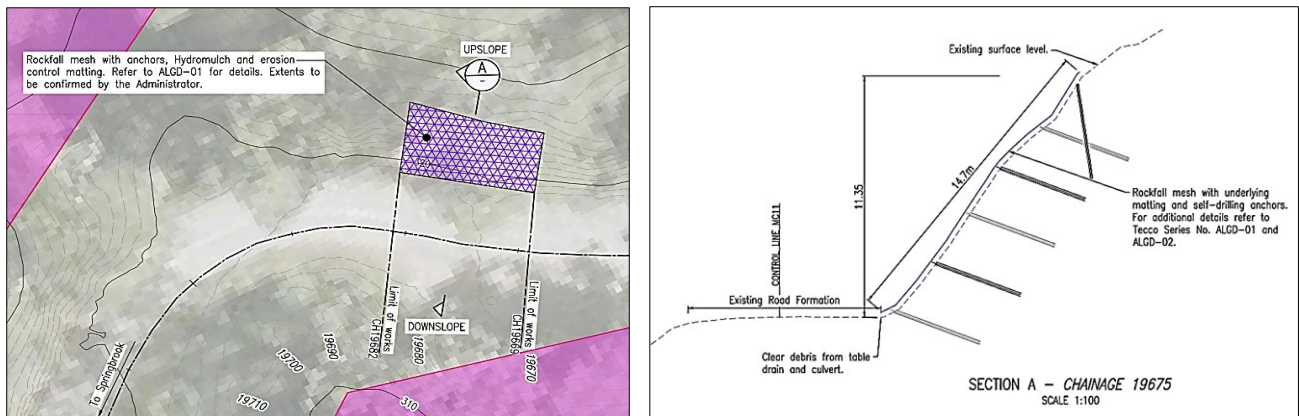 UPSLOPE
A
-
Rockfall mesh with anchors, Hydromulch and erosion
control matting. Refer to ALGD-01 for details. Extents to
be confirmed by the Administrator.
Limit of works
CH19682
Limit of works
CH19669
DOWNSLOPE
To Springbrook
19710
19700
19690
19680
19670
310
Existing surface level.
14.7m
11.35
CONTROL LINE MC11
Existing Road Formation
Rockfall mesh with underlying
matting and self-drilling anchors.
For additional details refer to
Tecco Series No. ALGD-01 and
ALGD-02.
Clear debris from table
drain and culvert.
SECTION A - CHAINAGE 19675
SCALE 1:100